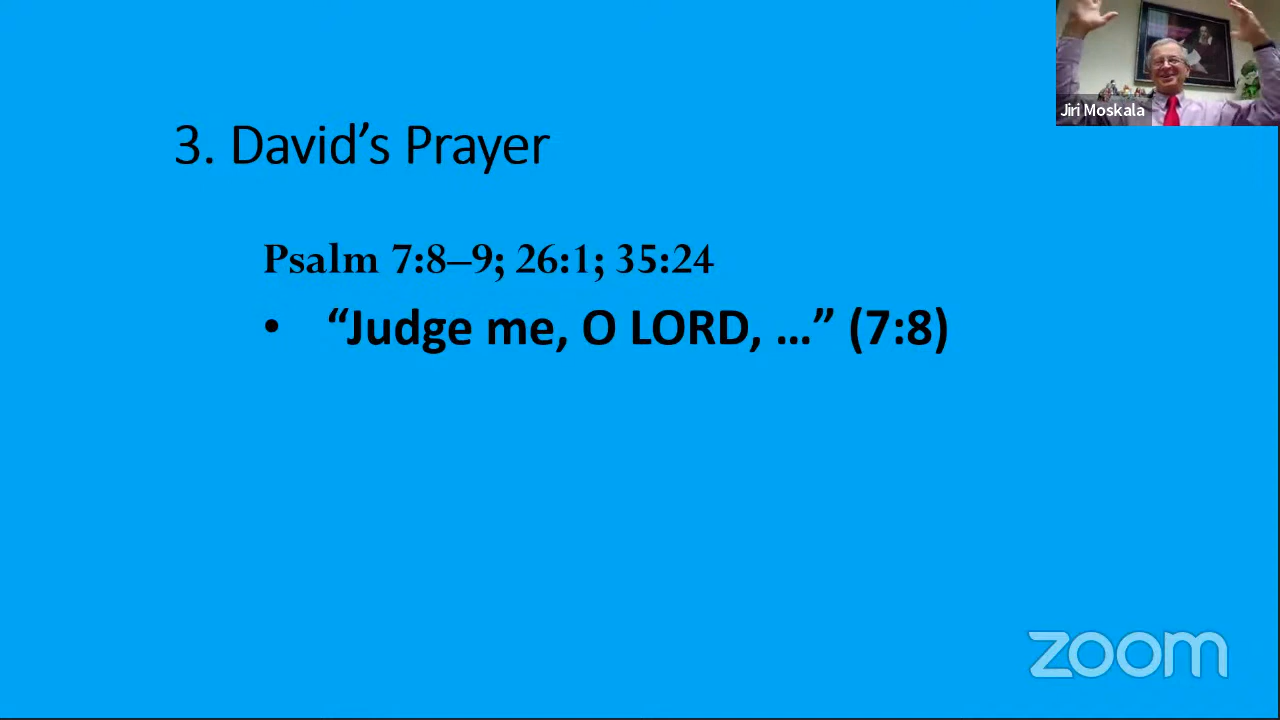 Jiri Moskala
3. David’s Prayer
Psalm 7:8–9; 26:1; 35:24
• “Judge me, O LORD, …” (7:8)
zoom